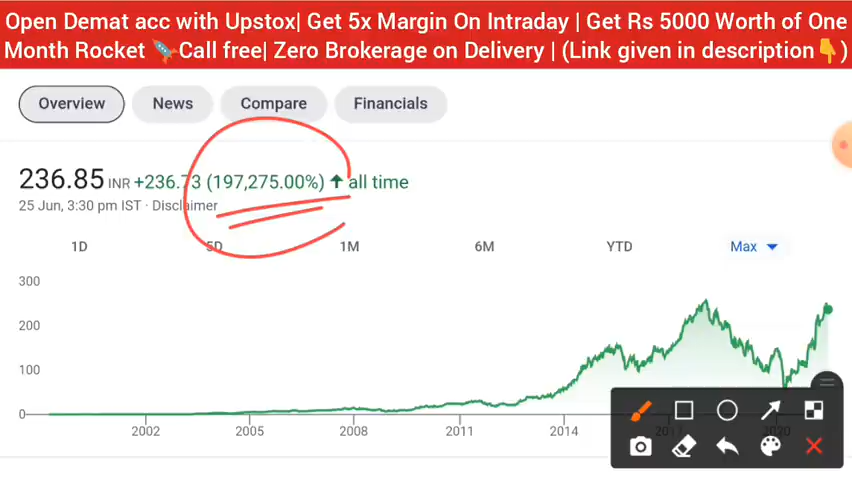 Open Demat acc with Upstox| Get 5x Margin On Intraday | Get Rs 5000 Worth of One
Month Rocket 🚀Call free| Zero Brokerage on Delivery | (Link given in description👇)
Overview News Compare Financials
236.85 INR +236.73 (197,275.00%) ↑ all time
25 Jun, 3:30 pm IST · Disclaimer
1D 5D 1M 6M YTD Max
300
200
100
0
2002 2005 2008 2011 2014 2017 2020